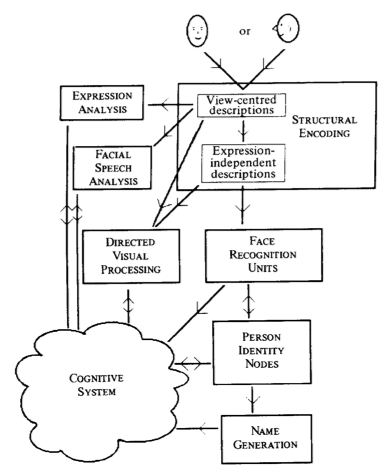 or
EXPRESSION
ANALYSIS
View-centred
descriptions
STRUCTURAL
ENCODING
FACIAL
SPEECH
ANALYSIS
Expression-
independent
descriptions
DIRECTED
VISUAL
PROCESSING
FACE
RECOGNITION
UNITS
COGNITIVE
SYSTEM
PERSON
IDENTITY
NODES
NAME
GENERATION